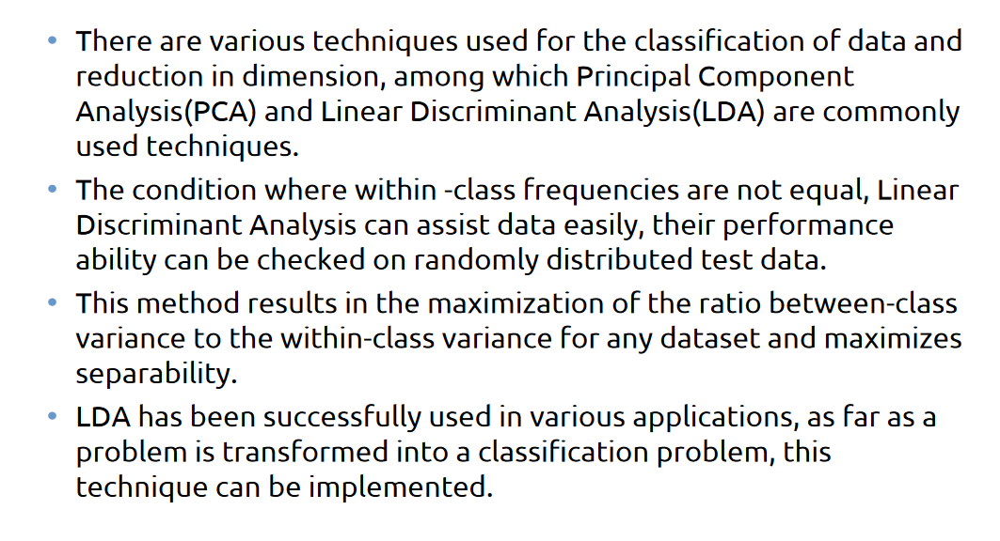 • There are various techniques used for the classification of data and
reduction in dimension, among which Principal Component
Analysis(PCA) and Linear Discriminant Analysis(LDA) are commonly
used techniques.
• The condition where within -class frequencies are not equal, Linear
Discriminant Analysis can assist data easily, their performance
ability can be checked on randomly distributed test data.
• This method results in the maximization of the ratio between-class
variance to the within-class variance for any dataset and maximizes
separability.
• LDA has been successfully used in various applications, as far as a
problem is transformed into a classification problem, this
technique can be implemented.